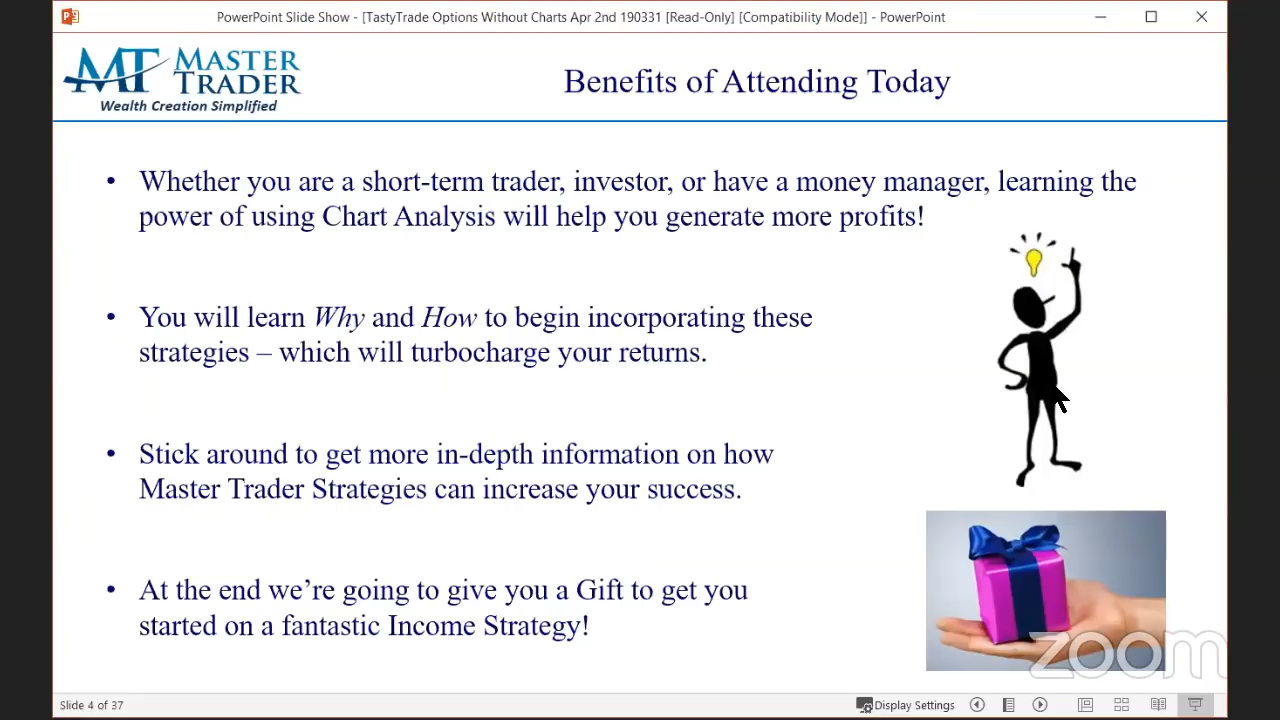 PowerPoint Slide Show - [TastyTrade Options Without Charts Apr 2nd 190331 [Read-Only] [Compatibility Mode]] - PowerPoint
MT MASTER
TRADER
Wealth Creation Simplified
Benefits of Attending Today
• Whether you are a short-term trader, investor, or have a money manager, learning the
power of using Chart Analysis will help you generate more profits!
• You will learn Why and How to begin incorporating these
strategies – which will turbocharge your returns.
• Stick around to get more in-depth information on how
Master Trader Strategies can increase your success.
• At the end we’re going to give you a Gift to get you
started on a fantastic Income Strategy!
zoom
Slide 4 of 37
Display Settings